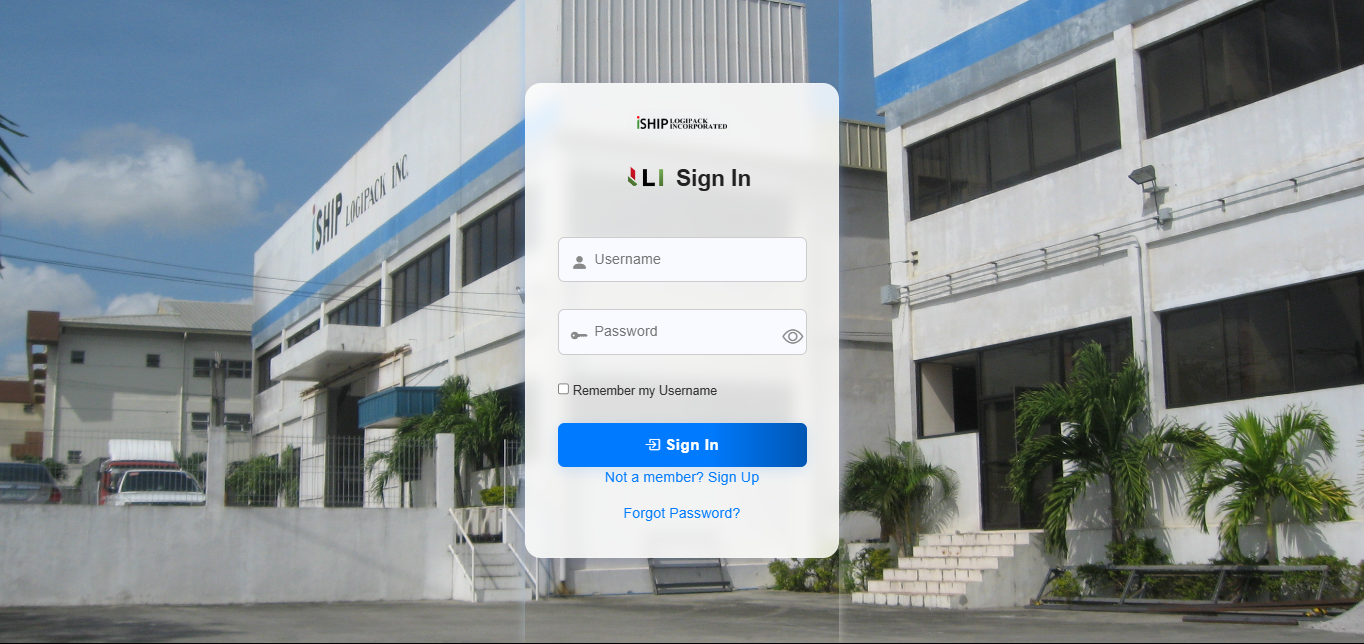 iSHIP LOGIPACK INCORPORATED
iSHIP LOGIPACK INC.
LI Sign In
Username
Password
Remember my Username
Sign In
Not a member? Sign Up
Forgot Password?